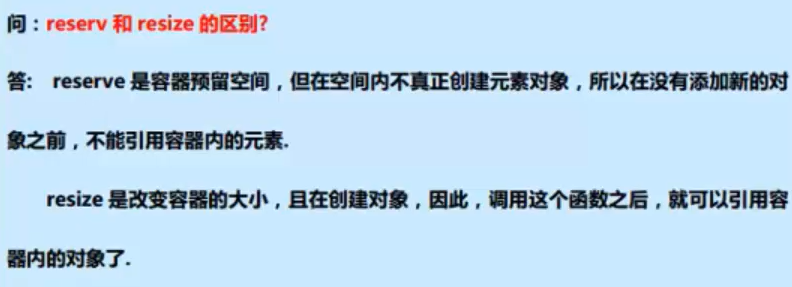 问：reserv 和 resize 的区别?
答:　reserve 是容器预留空间，但在空间内不真正创建元素对象，所以在没有添加新的对
象之前，不能引用容器内的元素.
resize 是改变容器的大小，且在创建对象，因此，调用这个函数之后，就可以引用容
器内的对象了.